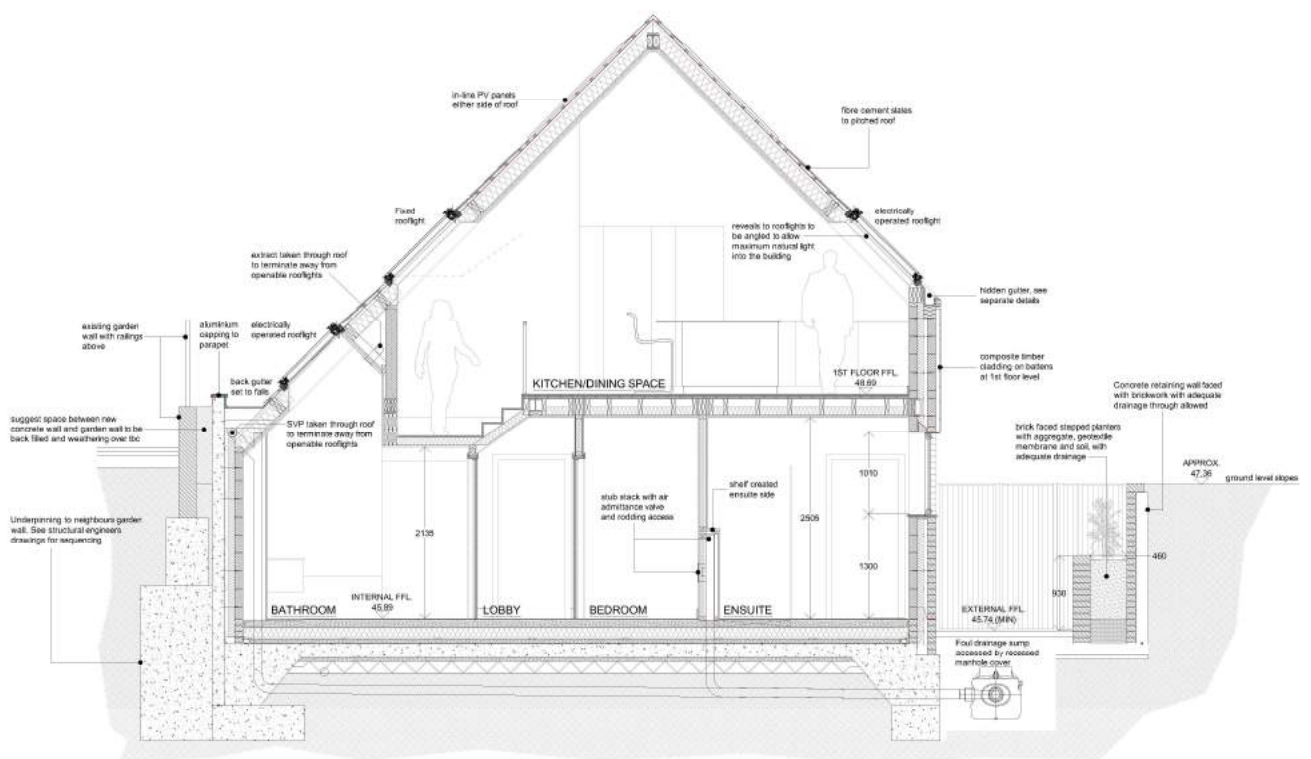 in-line PV panels
either side of roof
fibre cement slates
to pitched roof
Fixed
rooflight
electrically
operated rooflight
reveals to rooflights to
be angled to allow
maximum natural light
into the building
extract taken through roof
to terminate away from
openable rooflights
hidden gutter, see
separate details
existing garden
wall with railings
above
aluminium
capping to
parapet
electrically
operated rooflight
composite timber
cladding on battens
at 1st floor level
back gutter
set to falls
KITCHEN/DINING SPACE
1ST FLOOR FFL.
48.69
Concrete retaining wall faced
with brickwork with adequate
drainage through allowed
suggest space between new
concrete wall and garden wall to be
back filled and weathering over tbc
SVP taken through roof
to terminate away from
openable rooflights
brick faced stepped planters
with aggregate, geotextile
membrane and soil, with
adequate drainage
APPROX.
47.36
ground level slopes
1010
shelf created
ensuite side
stub stack with air
admittance valve
and rodding access
2505
2135
Underpinning to neighbours garden
wall. See structural engineers
drawings for sequencing
1300
460
938
INTERNAL FFL.
45.89
BATHROOM
LOBBY
BEDROOM
ENSUITE
EXTERNAL FFL.
45.74 (MIN)
Foul drainage sump
accessed by recessed
manhole cover